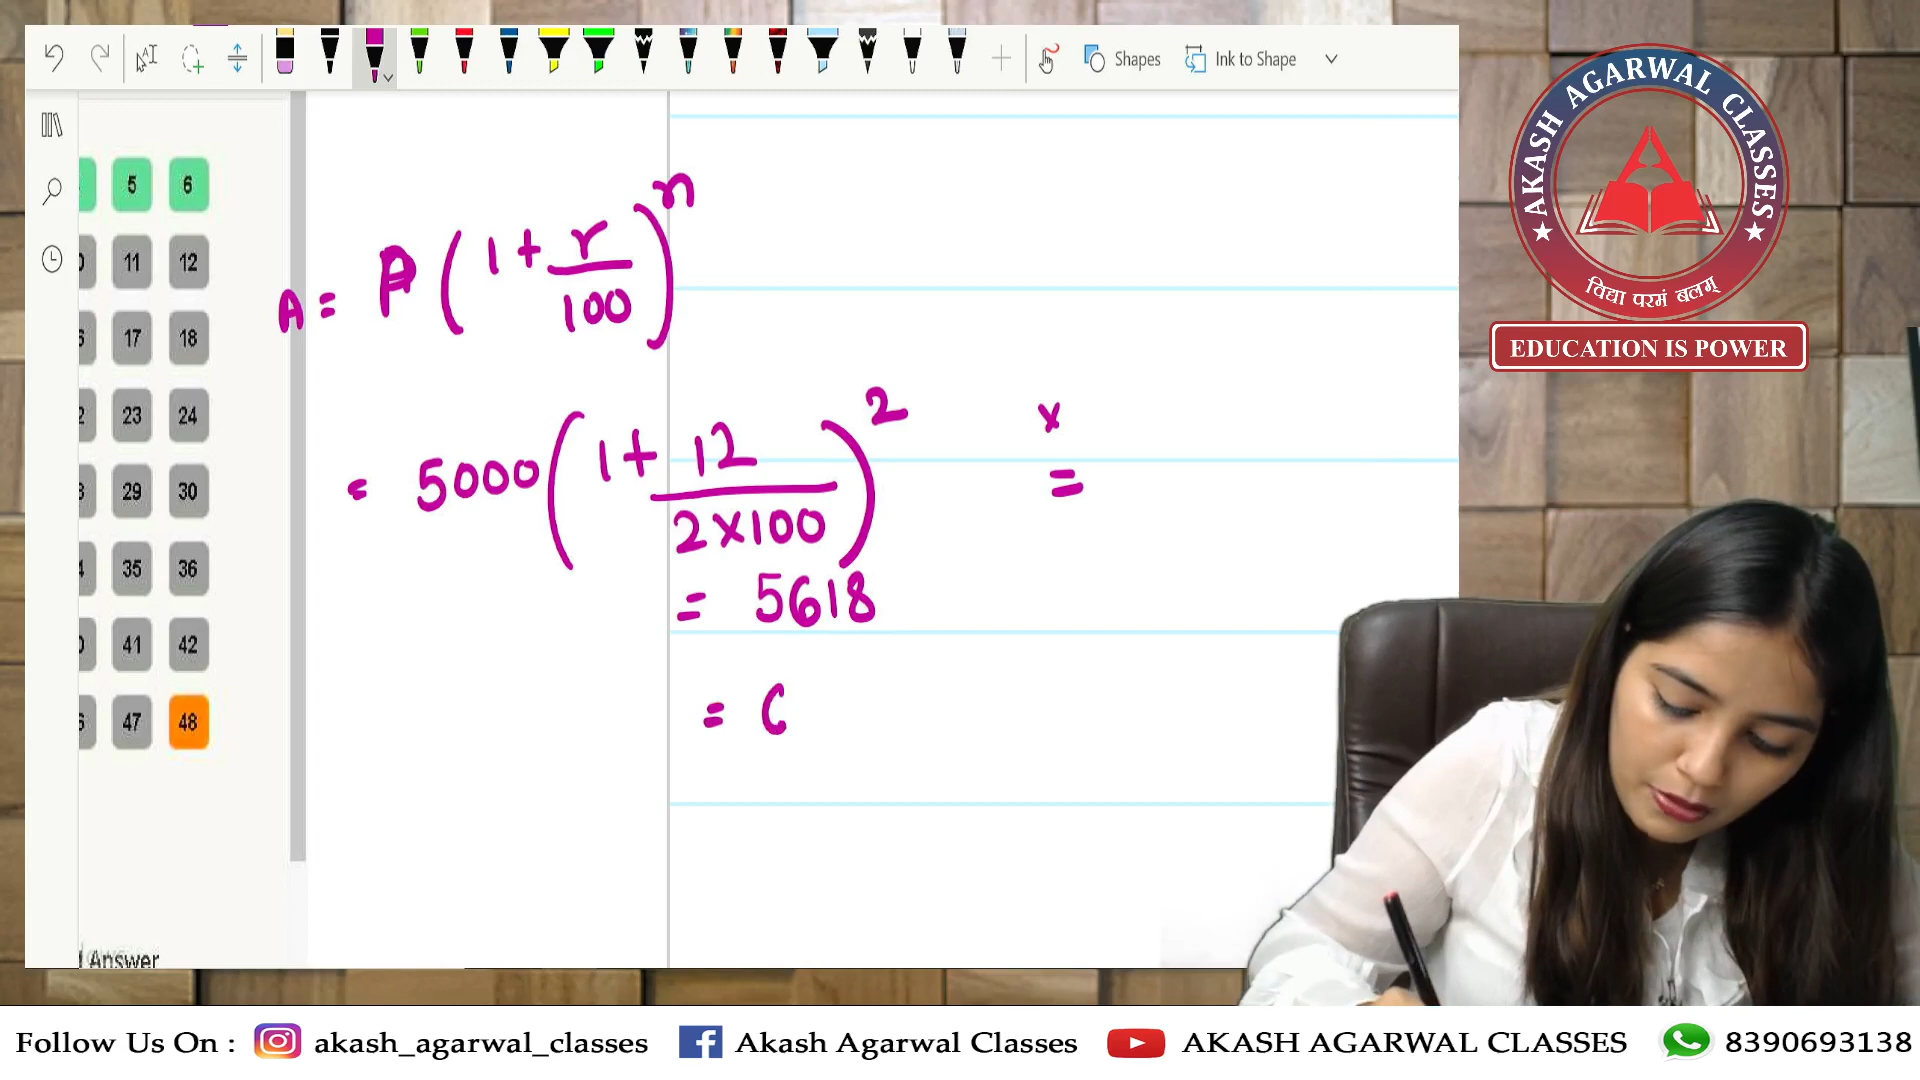 Shapes
Ink to Shape
5 6
11 12
17 18
23 24
29 30
35 36
41 42
47 48
Answer
A = P (1 + r/100)^n
= 5000 (1 + 12/2×100)^2
= 5618
= C
x
=
AKASH AGARWAL CLASSES
विद्या परमं बलम्
EDUCATION IS POWER
Follow Us On : akash_agarwal_classes Akash Agarwal Classes AKASH AGARWAL CLASSES 8390693138